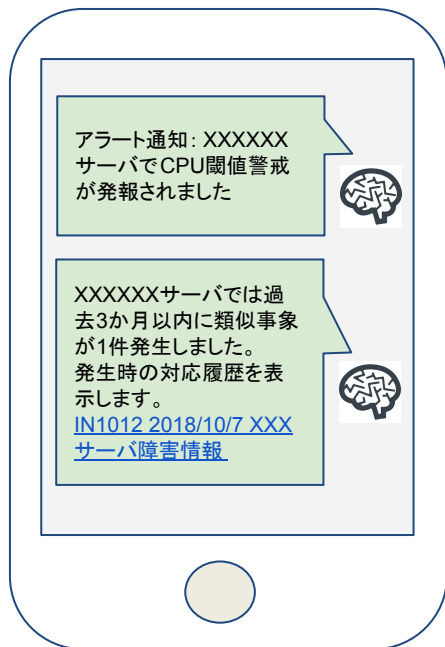 アラート通知: XXXXXX
サーバでCPU閾値警戒
が発報されました
XXXXXXサーバでは過
去3か月以内に類似事象
が1件発生しました。
発生時の対応履歴を表
示します。
IN1012 2018/10/7 XXX
サーバ障害情報